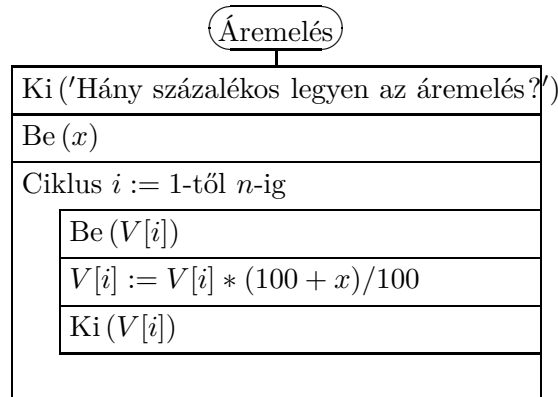 Áremelés
Ki ('Hány százalékos legyen az áremelés?')
Be (x)
Ciklus i := 1-től n-ig
Be (V[i])
V[i] := V[i] ∗ (100 + x)/100
Ki (V[i])